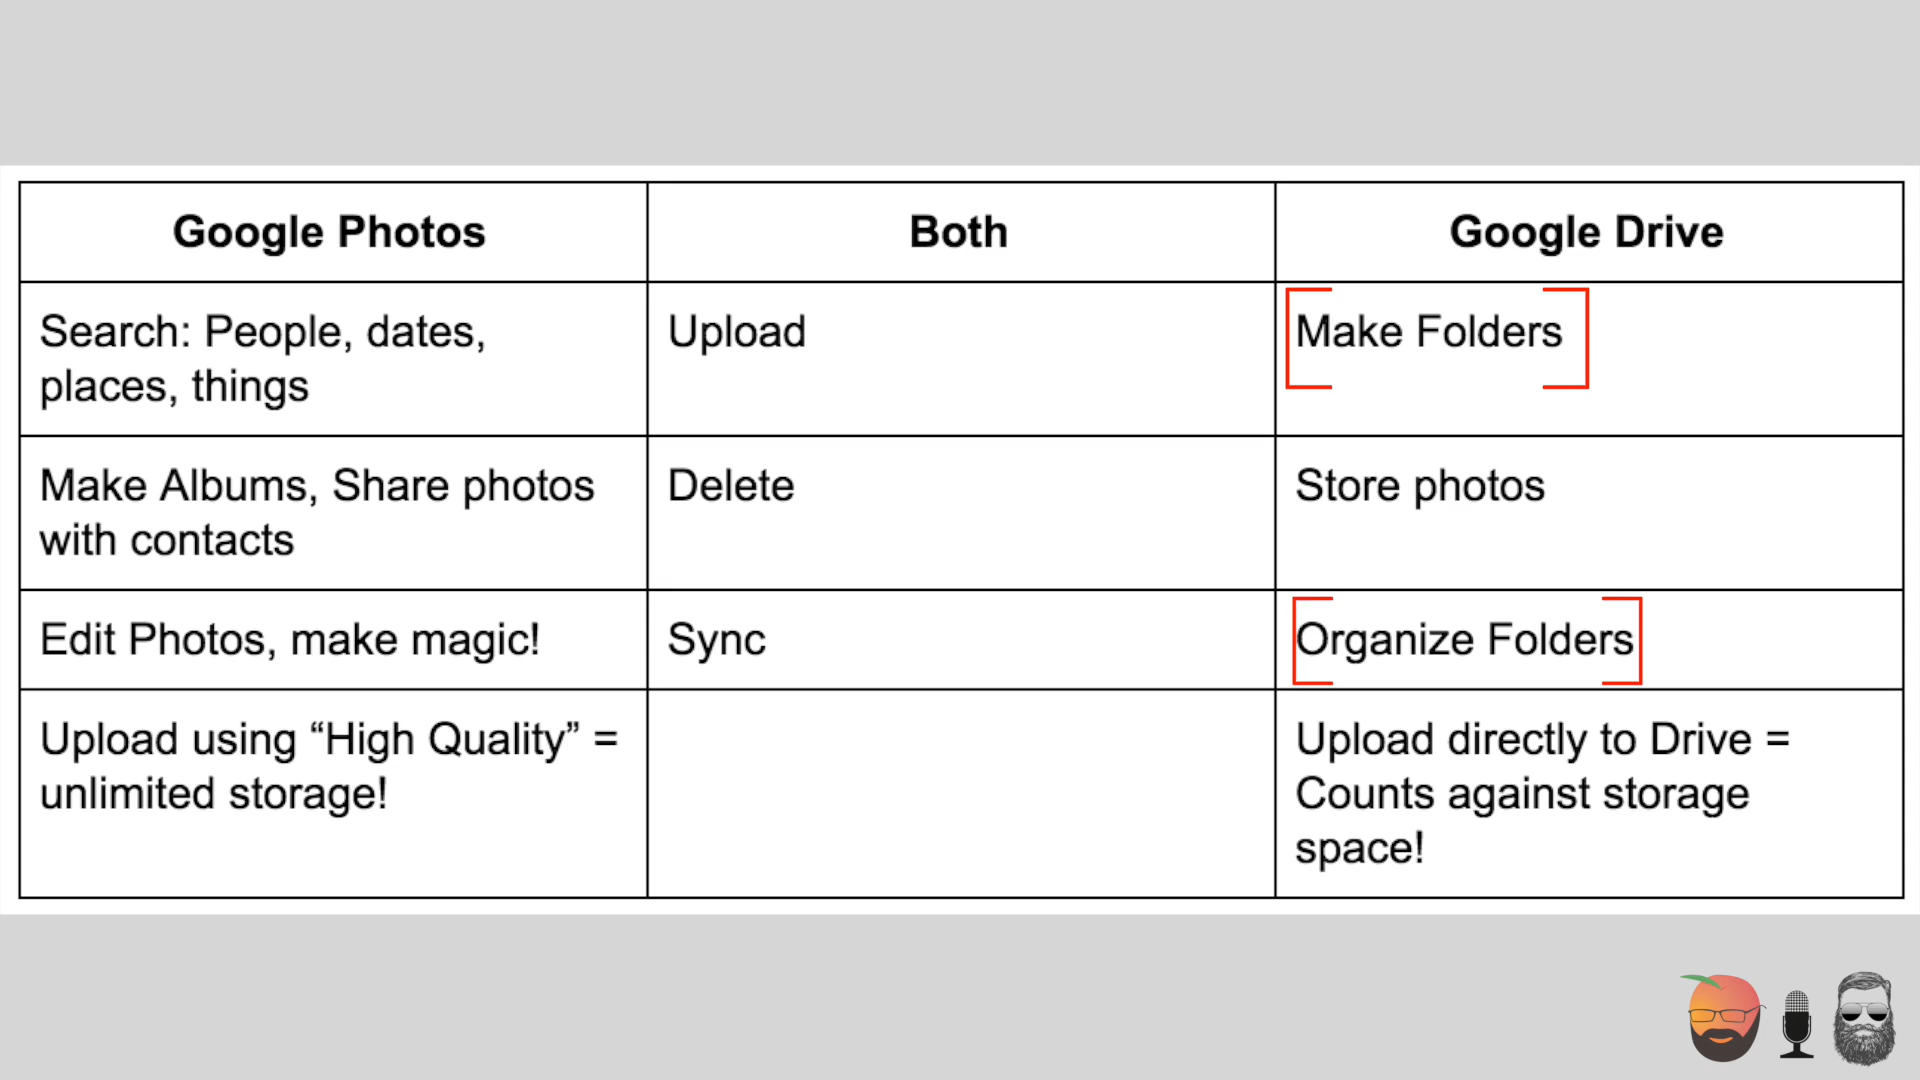 Google Photos
Both
Google Drive
Search: People, dates,
places, things
Upload
Make Folders
Make Albums, Share photos
with contacts
Delete
Store photos
Edit Photos, make magic!
Sync
Organize Folders
Upload using “High Quality” =
unlimited storage!
Upload directly to Drive =
Counts against storage
space!